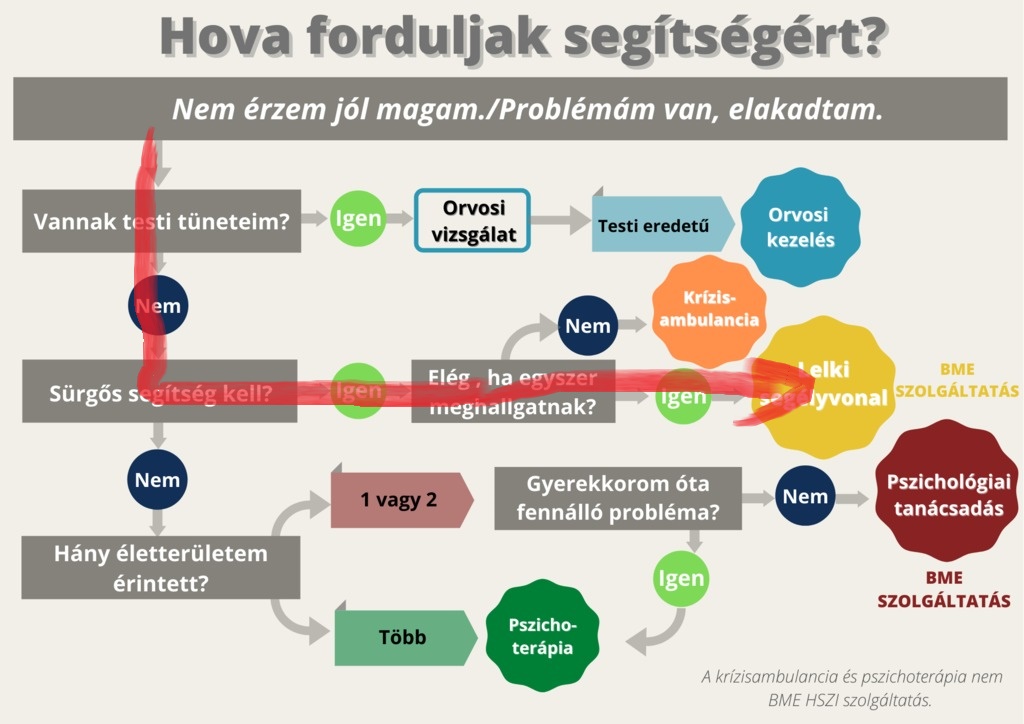 Hova forduljak segítségért?
Nem érzem jól magam./Problémám van, elakadtam.
Vannak testi tüneteim?
Igen
Orvosi
vizsgálat
Testi eredetű
Orvosi
kezelés
Nem
Nem
Krízis-
ambulancia
Sürgős segítség kell?
Igen
Elég , ha egyszer
meghallgatnak?
Igen
Lelki
segélyvonal
BME
SZOLGÁLTATÁS
Nem
1 vagy 2
Gyerekkorom óta
fennálló probléma?
Nem
Pszichológiai
tanácsadás
Hány életterületem
érintett?
Igen
BME
SZOLGÁLTATÁS
Több
Pszicho-
terápia
A krízisambulancia és pszichoterápia nem
BME HSZI szolgáltatás.